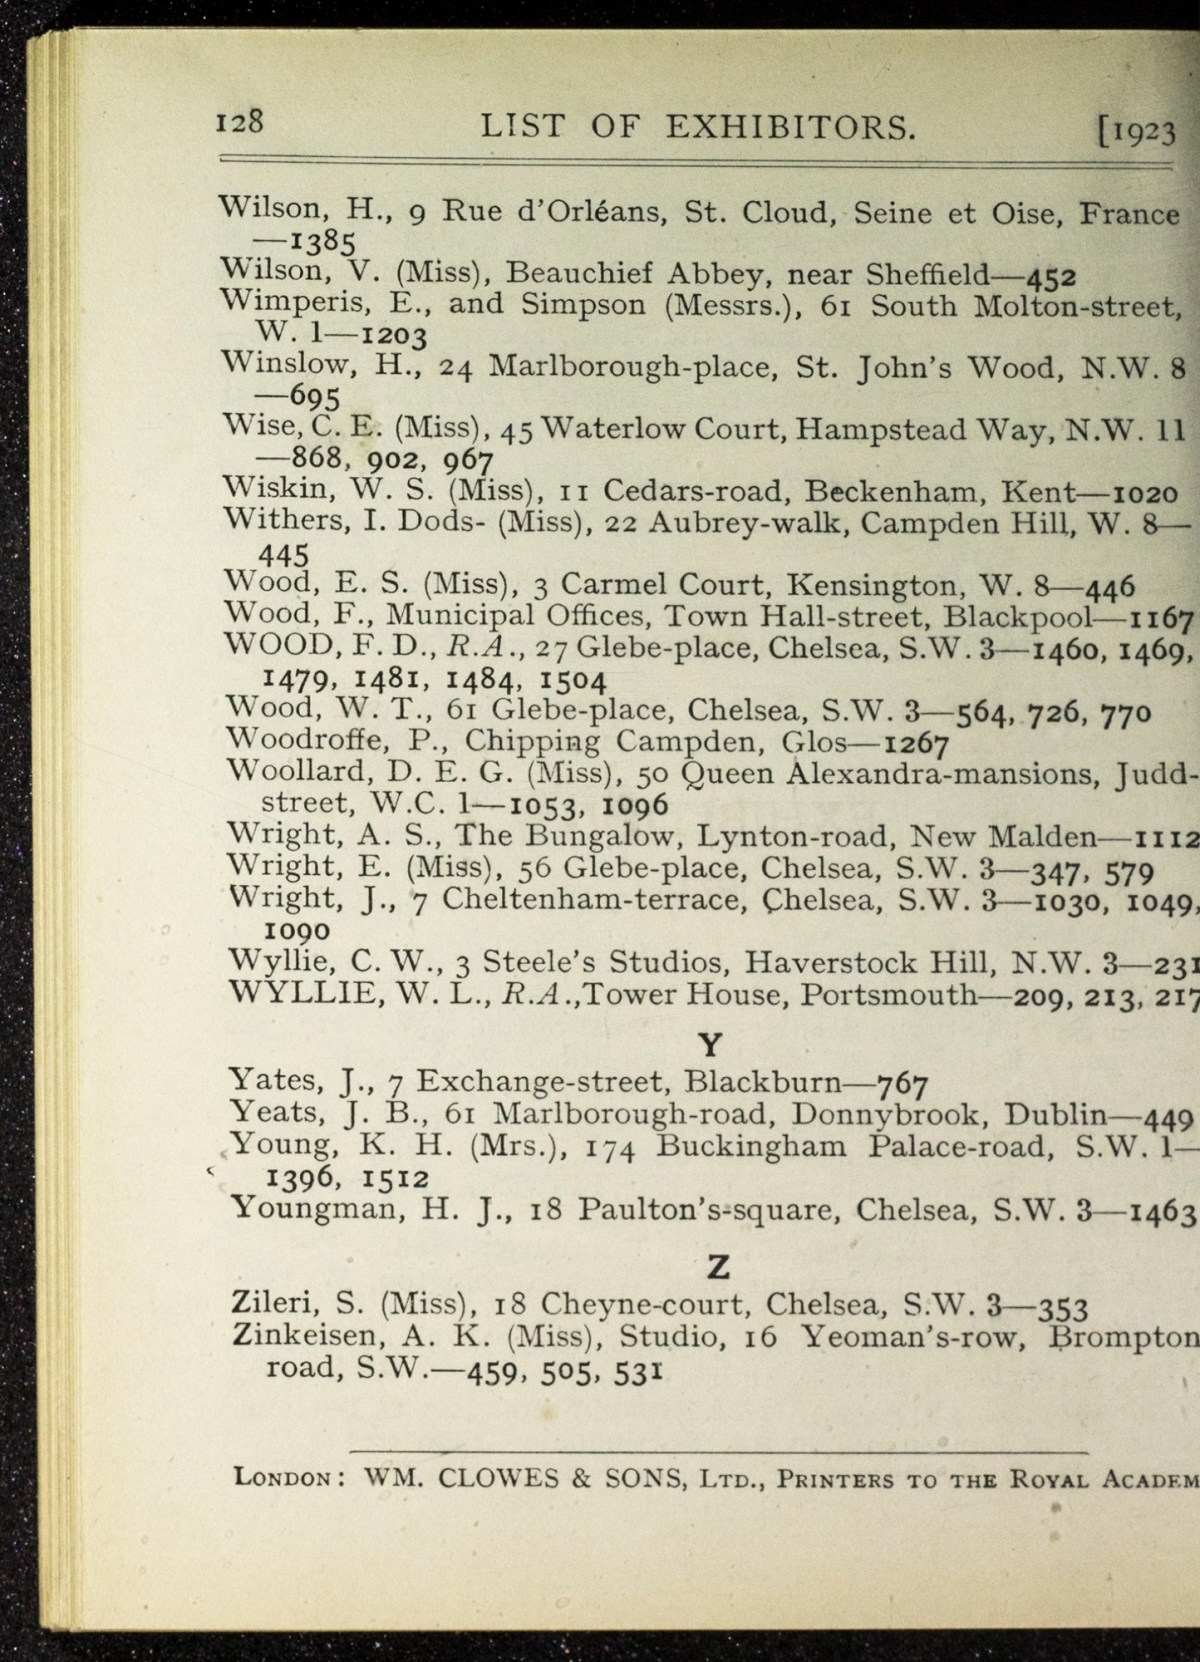 128 LIST OF EXHIBITORS. [1923
Wilson, H., 9 Rue d'Orléans, St. Cloud, Seine et Oise, France
—1385
Wilson, V. (Miss), Beauchief Abbey, near Sheffield—452
Wimperis, E., and Simpson (Messrs.), 61 South Molton-street,
W. 1—1203
Winslow, H., 24 Marlborough-place, St. John's Wood, N.W. 8
—695
Wise, C. E. (Miss), 45 Waterlow Court, Hampstead Way, N.W. 11
—868, 902, 967
Wiskin, W. S. (Miss), 11 Cedars-road, Beckenham, Kent—1020
Withers, I. Dods- (Miss), 22 Aubrey-walk, Campden Hill, W. 8—
445
Wood, E. S. (Miss), 3 Carmel Court, Kensington, W. 8—446
Wood, F., Municipal Offices, Town Hall-street, Blackpool—1167
WOOD, F. D., R.A., 27 Glebe-place, Chelsea, S.W. 3—1460, 1469,
1479, 1481, 1484, 1504
Wood, W. T., 61 Glebe-place, Chelsea, S.W. 3—564, 726, 770
Woodroffe, P., Chipping Campden, Glos—1267
Woollard, D. E. G. (Miss), 50 Queen Alexandra-mansions, Judd-
street, W.C. 1—1053, 1096
Wright, A. S., The Bungalow, Lynton-road, New Malden—1112
Wright, E. (Miss), 56 Glebe-place, Chelsea, S.W. 3—347, 579
Wright, J., 7 Cheltenham-terrace, Chelsea, S.W. 3—1030, 1049,
1090
Wyllie, C. W., 3 Steele's Studios, Haverstock Hill, N.W. 3—231
WYLLIE, W. L., R.A., Tower House, Portsmouth—209, 213, 217
Y
Yates, J., 7 Exchange-street, Blackburn—767
Yeats, J. B., 61 Marlborough-road, Donnybrook, Dublin—449
Young, K. H. (Mrs.), 174 Buckingham Palace-road, S.W. 1—
1396, 1512
Youngman, H. J., 18 Paulton's-square, Chelsea, S.W. 3—1463
Z
Zileri, S. (Miss), 18 Cheyne-court, Chelsea, S.W. 3—353
Zinkeisen, A. K. (Miss), Studio, 16 Yeoman's-row, Brompton
road, S.W.—459, 505, 531
LONDON: WM. CLOWES & SONS, LTD., PRINTERS TO THE ROYAL ACADEM